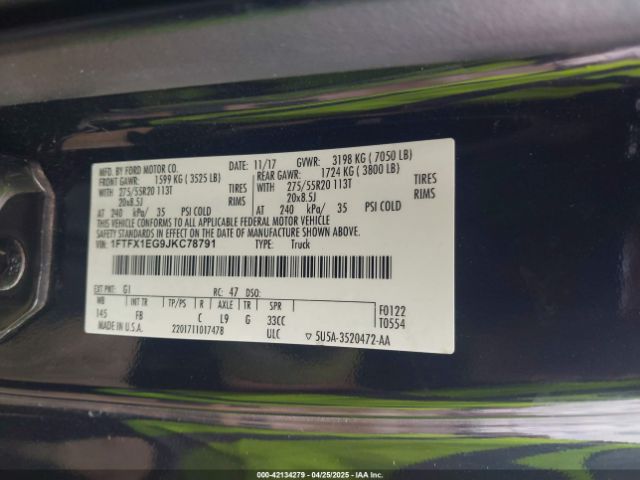 MFD. BY FORD MOTOR CO. DATE: 11/17 GVWR: 3198 KG ( 7050 LB)
FRONT GAWR: 1599 KG ( 3525 LB) REAR GAWR: 1724 KG ( 3800 LB)
WITH 275/55R20 113T TIRES WITH 275/55R20 113T TIRES
20x8.5J RIMS 20x8.5J RIMS
AT 240 kPa/ 35 PSI COLD AT 240 kPa/ 35 PSI COLD
THIS VEHICLE CONFORMS TO ALL APPLICABLE FEDERAL MOTOR VEHICLE
SAFETY STANDARDS IN EFFECT ON THE DATE OF MANUFACTURE SHOWN ABOVE.
VIN: 1FTFX1EG9JKC78791 TYPE: Truck
EXT PNT: G1 RC: 47 DSO:
WB INT TR TP/PS R AXLE TR SPR F0122
145 FB C L9 G 33CC T0554
MADE IN U.S.A. 2201711017478 ULC ▽ 5U5A-3520472-AA
000-42134279 | 04/25/2025 - IAA Inc.